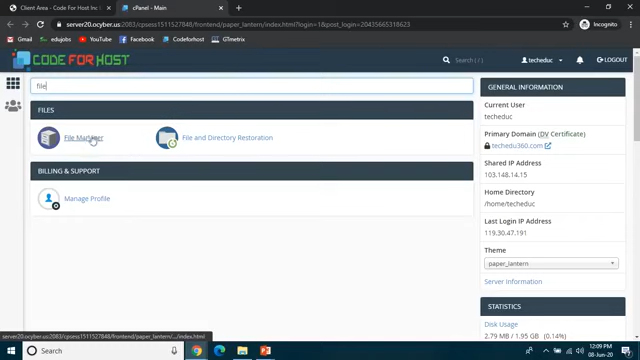 Client Area - Code For Host Inc
cPanel - Main
server20.ocyber.us:2083/cpsess1511527848/frontend/paper_lantern/index.html?login=1&post_login=20435665318623
Incognito
Gmail
edujobs
YouTube
Facebook
Codeforhost
GTmetrix
CODE FOR HOST
Search ( / )
techeduc
LOGOUT
file
FILES
File Manager
File and Directory Restoration
BILLING & SUPPORT
Manage Profile
GENERAL INFORMATION
Current User
techeduc
Primary Domain (DV Certificate)
techedu360.com
Shared IP Address
103.148.14.15
Home Directory
/home/techeduc
Last Login IP Address
119.30.47.191
Theme
paper_lantern
Server Information
STATISTICS
Disk Usage
2.79 MB / 1.95 GB (0.14%)
https://server20.ocyber.us:2083/cpsess1511527848/frontend/paper_lantern/.../index.html
Search
12:09 PM
08-Jun-20